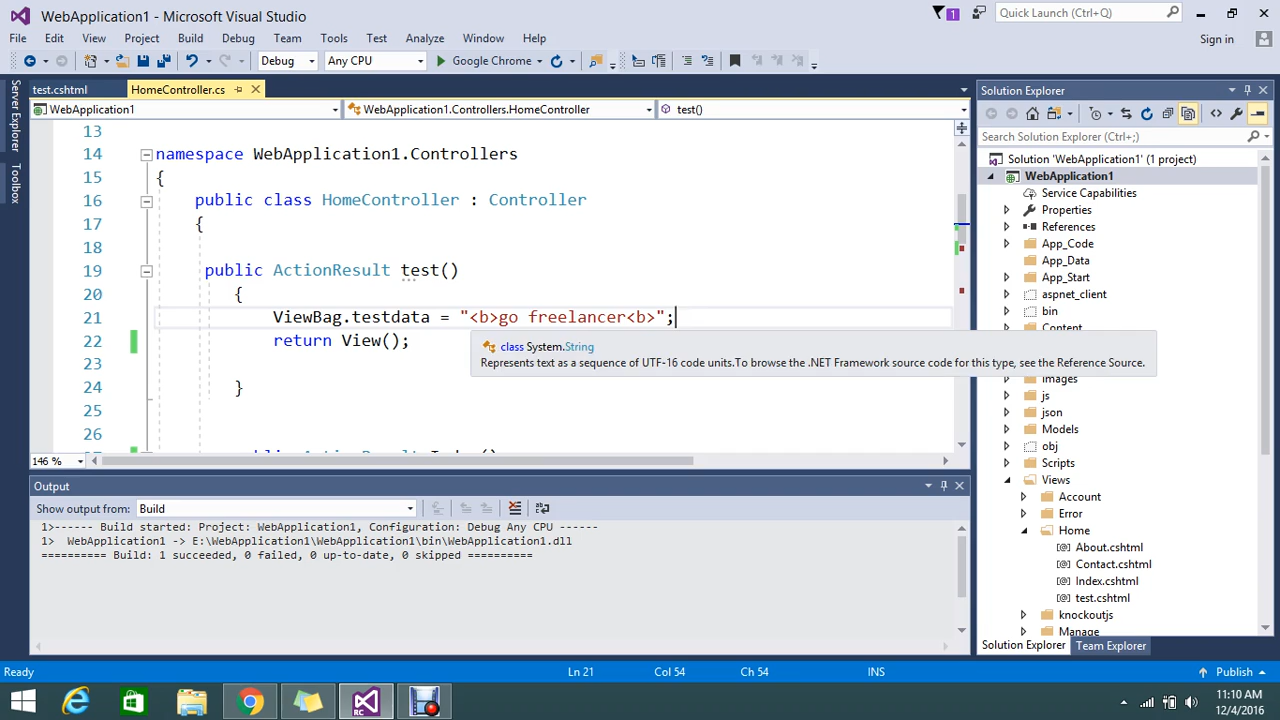 WebApplication1 - Microsoft Visual Studio
1
Quick Launch (Ctrl+Q)
File Edit View Project Build Debug Team Tools Test Analyze Window Help
Sign in
Debug Any CPU Google Chrome
test.cshtml HomeController.cs
WebApplication1 WebApplication1.Controllers.HomeController test()
Server Explorer
Toolbox
13
14 namespace WebApplication1.Controllers
15 {
16 public class HomeController : Controller
17 {
18
19 public ActionResult test()
20 {
21 ViewBag.testdata = "<b>go freelancer<b>";
class System.String
Represents text as a sequence of UTF-16 code units.To browse the .NET Framework source code for this type, see the Reference Source.
22 return View();
23
24 }
25
26
146 %
Output
Show output from: Build
1>------ Build started: Project: WebApplication1, Configuration: Debug Any CPU ------
1> WebApplication1 -> E:\WebApplication1\WebApplication1\bin\WebApplication1.dll
========== Build: 1 succeeded, 0 failed, 0 up-to-date, 0 skipped ==========
Solution Explorer
Search Solution Explorer (Ctrl+;)
Solution 'WebApplication1' (1 project)
WebApplication1
Service Capabilities
Properties
References
App_Code
App_Data
App_Start
aspnet_client
bin
Content
images
js
json
Models
obj
Scripts
Views
Account
Error
Home
About.cshtml
Contact.cshtml
Index.cshtml
test.cshtml
knockoutjs
Manage
Solution Explorer Team Explorer
Ready Ln 21 Col 54 Ch 54 INS Publish
RC
11:10 AM
12/4/2016